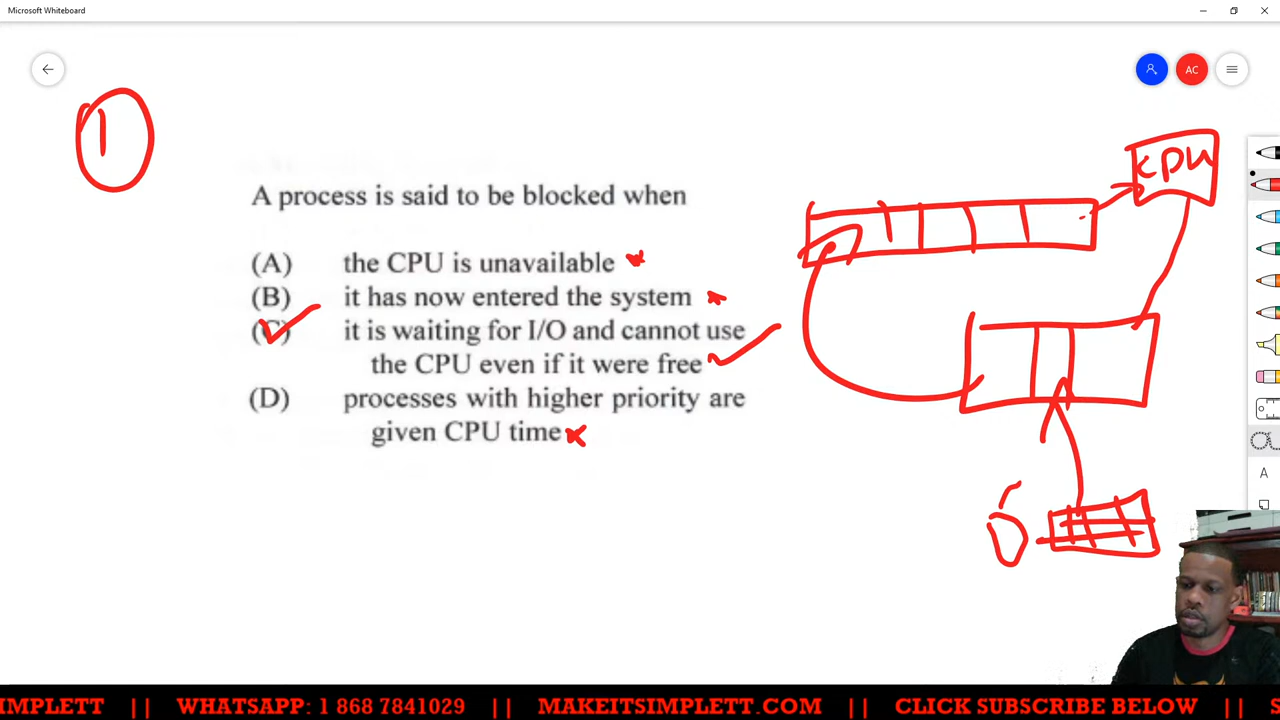 Microsoft Whiteboard
AC
1
CPU
A process is said to be blocked when
(A) the CPU is unavailable
(B) it has now entered the system
(C) it is waiting for I/O and cannot use
the CPU even if it were free
(D) processes with higher priority are
given CPU time
A
SIMPLETT || WHATSAPP: 1 868 7841029 || MAKEITSIMPLETT.COM || CLICK SUBSCRIBE BELOW || S